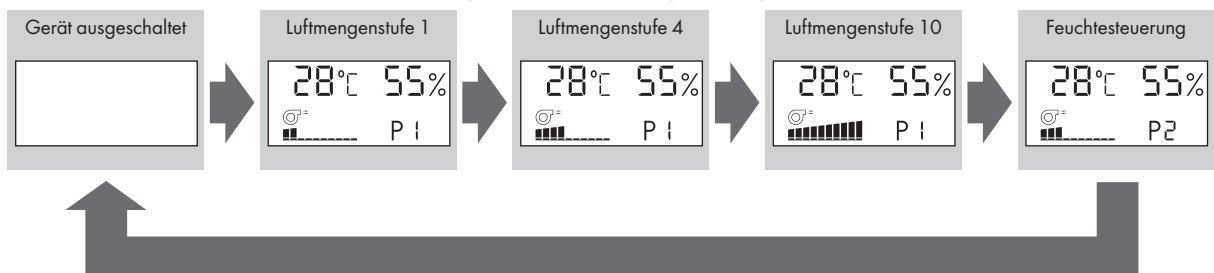 Gerät ausgeschaltet
Luftmengenstufe 1
28°C 55%
P1
Luftmengenstufe 4
28°C 55%
P1
Luftmengenstufe 10
28°C 55%
P1
Feuchtesteuerung
28°C 55%
P2